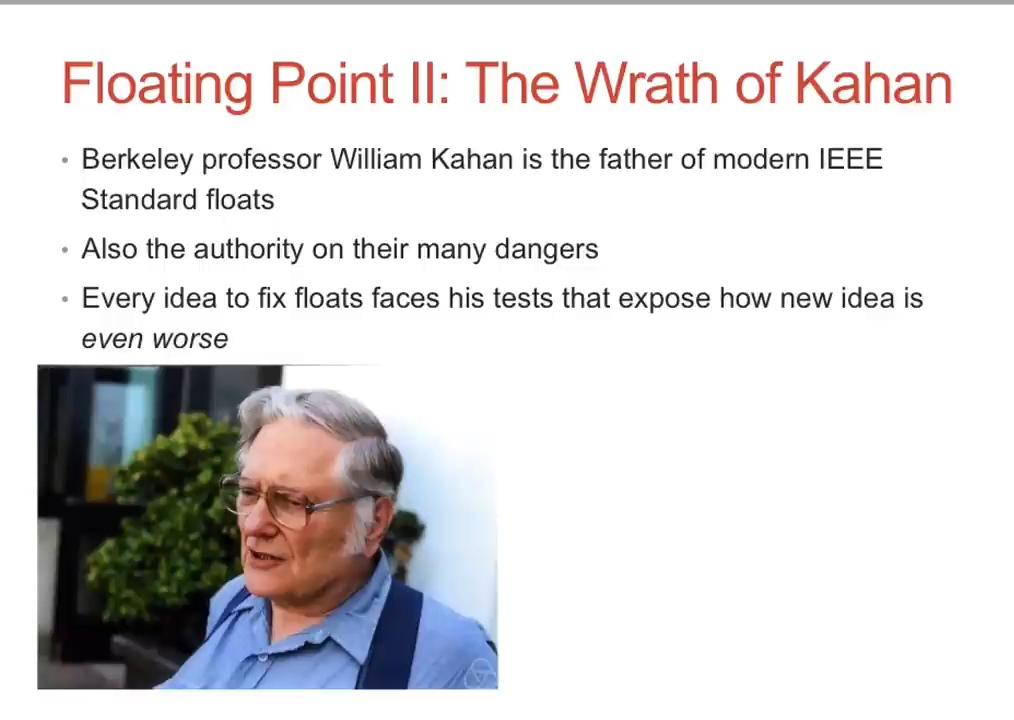 Floating Point II: The Wrath of Kahan
• Berkeley professor William Kahan is the father of modern IEEE
Standard floats
• Also the authority on their many dangers
• Every idea to fix floats faces his tests that expose how new idea is
even worse